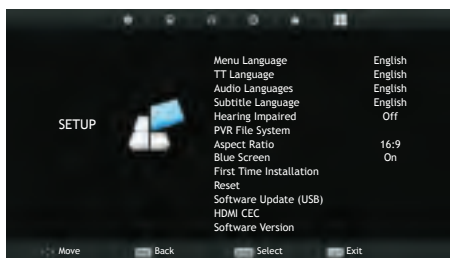 SETUP
Menu Language English
TT Language English
Audio Languages English
Subtitle Language English
Hearing Impaired Off
PVR File System
Aspect Ratio 16:9
Blue Screen On
First Time Installation
Reset
Software Update (USB)
HDMI CEC
Software Version
Move Back Select Exit